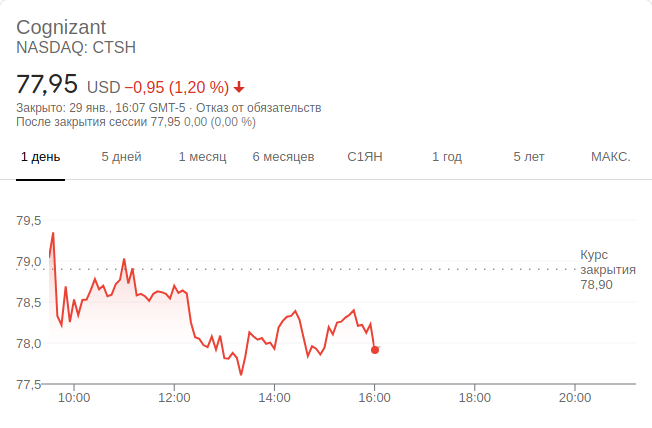 Cognizant
NASDAQ: CTSH
77,95 USD −0,95 (1,20 %)
Закрыто: 29 янв., 16:07 GMT-5 · Отказ от обязательств
После закрытия сессии 77,95 0,00 (0,00 %)
1 день 5 дней 1 месяц 6 месяцев С1ЯН 1 год 5 лет МАКС.
79,5
Курс
79,0 закрытия
78,90
78,5
78,0
77,5
10:00 12:00 14:00 16:00 18:00 20:00